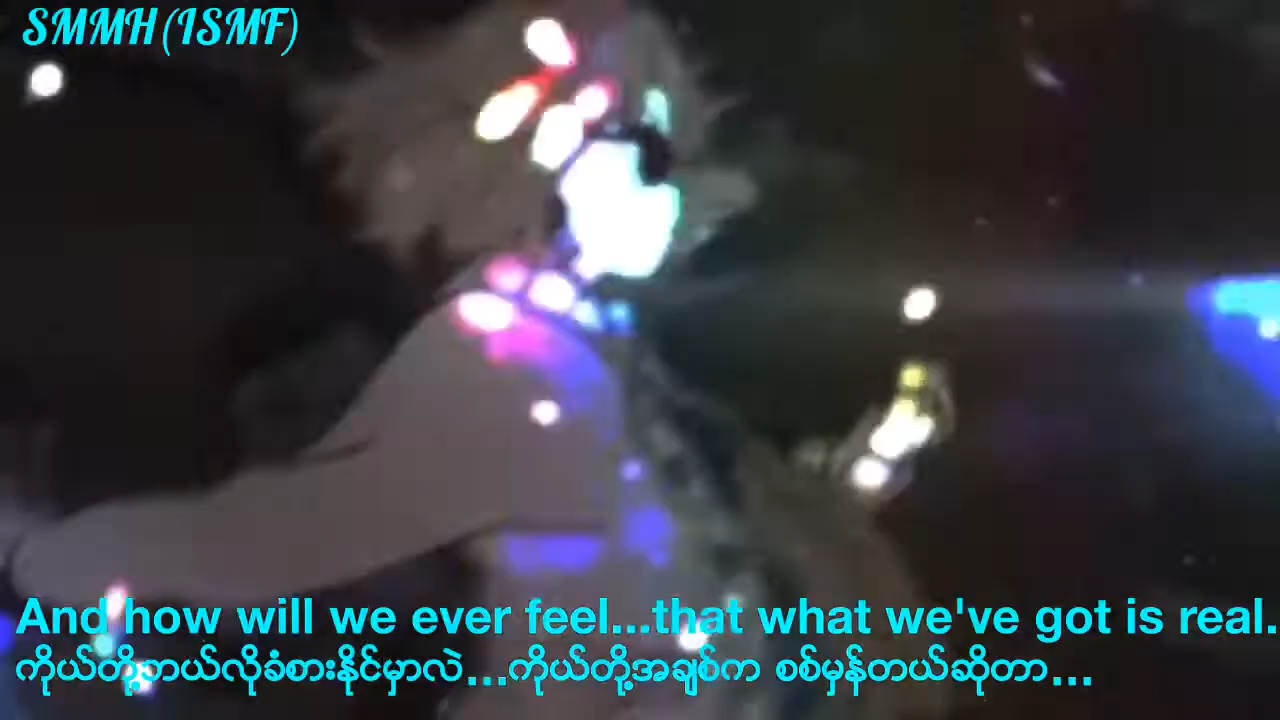 SMMH(ISMF)
And how will we ever feel...that what we've got is real.
ကိုယ်တို့ဘယ်လိုခံစားနိုင်မှာလဲ...ကိုယ်တို့အချစ်က စစ်မှန်တယ်ဆိုတာ...